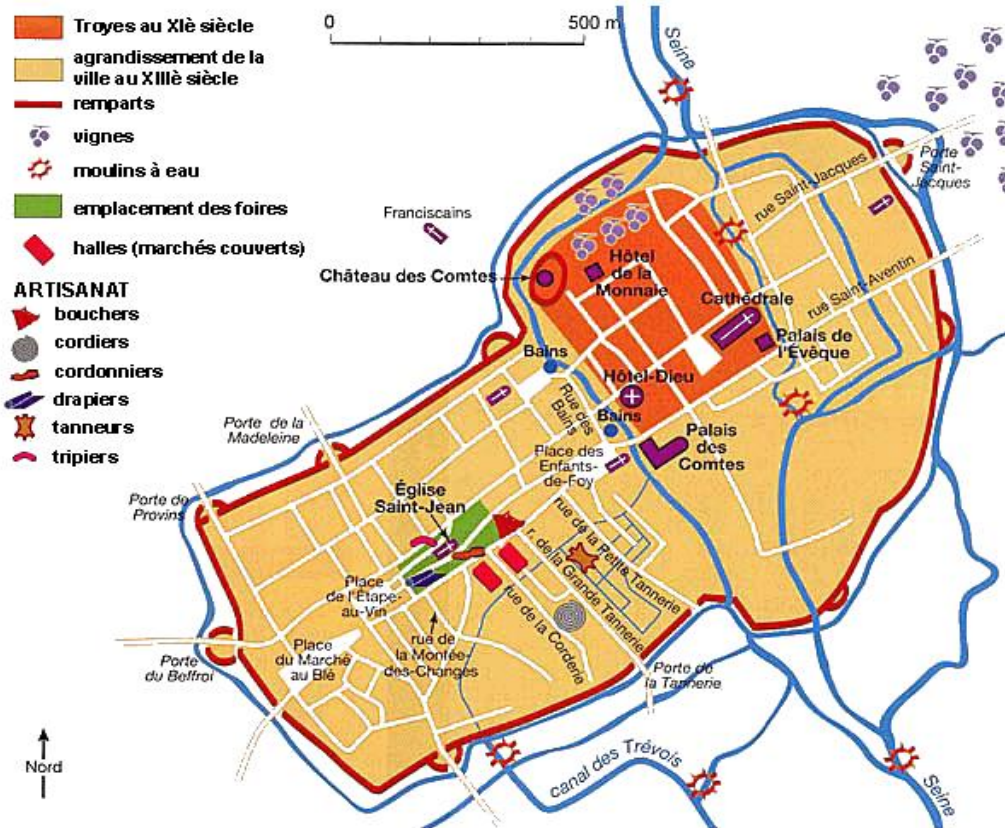 Troyes au XIè siècle
agrandissement de la
ville au XIIIè siècle
remparts
vignes
moulins à eau
emplacement des foires
halles (marchés couverts)
ARTISANAT
bouchers
cordiers
cordonniers
drapiers
tanneurs
tripiers
0
500 m
Seine
Porte
Saint-
Jacques
rue Saint-Jacques
Franciscains
Château des Comtes
Hôtel
de la
Monnaie
Cathédrale
rue Saint-Aventin
Palais de
l'Évêque
Bains
Hôtel-Dieu
Rue des
Bains
Bains
Palais
des
Comtes
Place des
Enfants-
de-Foy
Porte de la
Madeleine
Porte de
Provins
Église
Saint-Jean
rue de la Petite Tannerie
r. de la Grande Tannerie
rue de la Corderie
Place
de l'Étape-
au-Vin
rue de
la Montée-
des-Changes
Place
du Marché
au Blé
Porte
du Beffroi
Porte de
la Tannerie
Nord
canal des Trévois
Seine